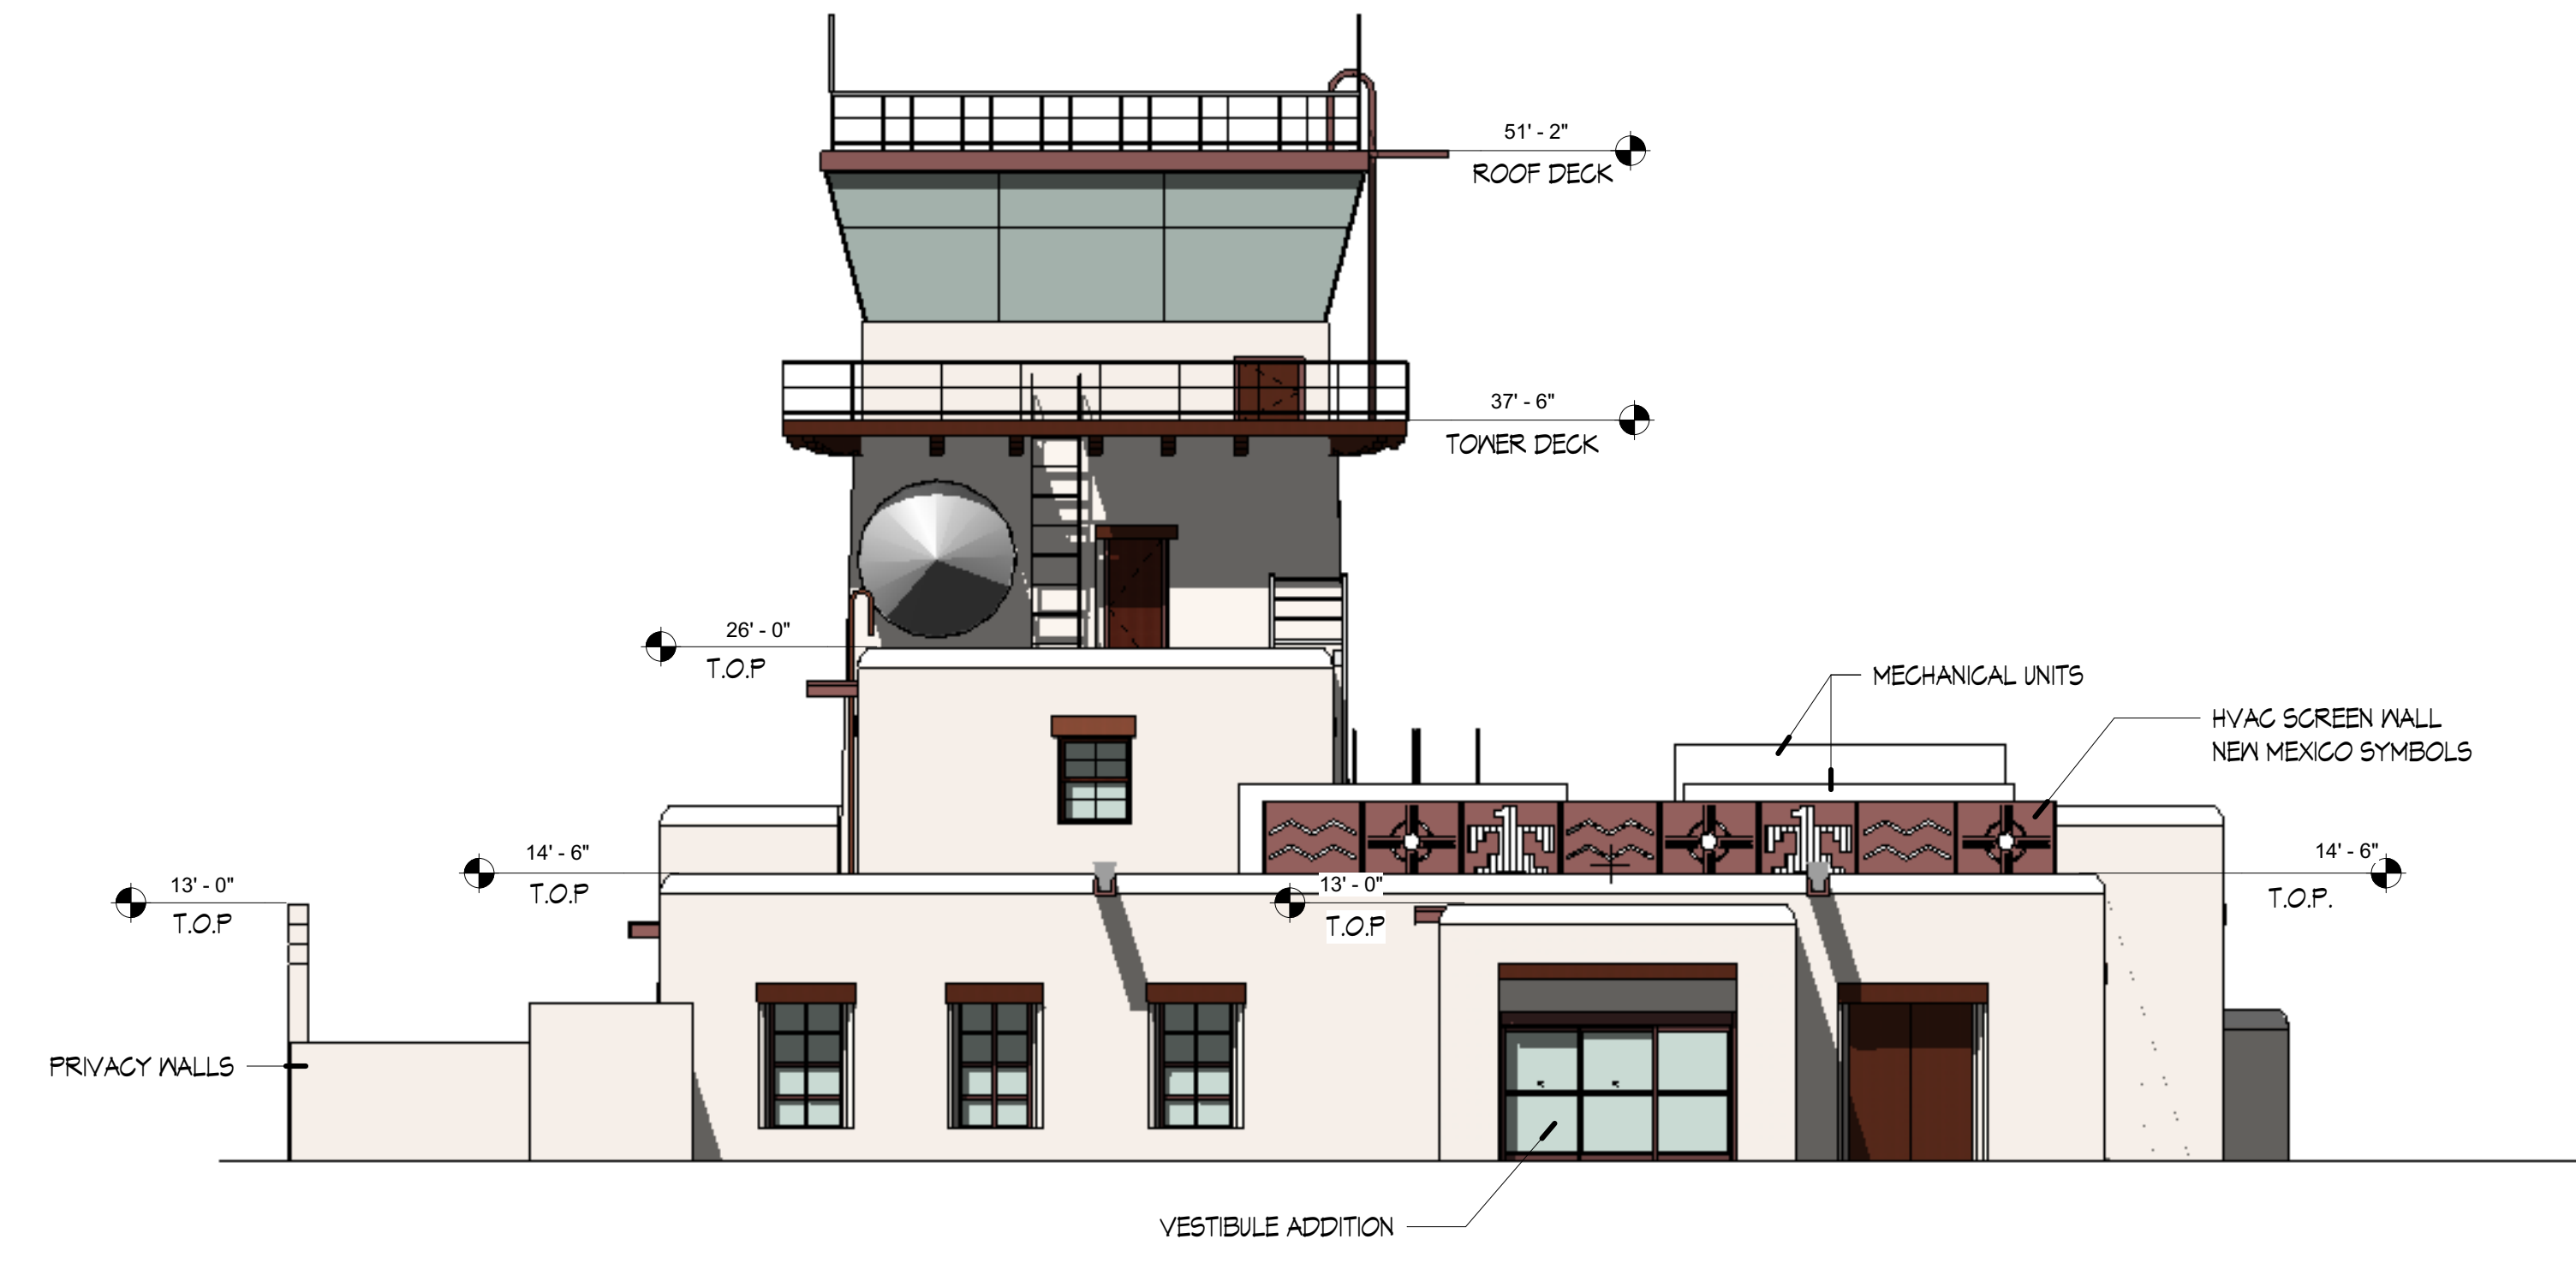 51' - 2"
ROOF DECK
37' - 6"
TOWER DECK
26' - 0"
T.O.P
MECHANICAL UNITS
HVAC SCREEN WALL
NEW MEXICO SYMBOLS
14' - 6"
T.O.P
14' - 6"
T.O.P.
13' - 0"
T.O.P
13' - 0"
T.O.P
PRIVACY WALLS
VESTIBULE ADDITION